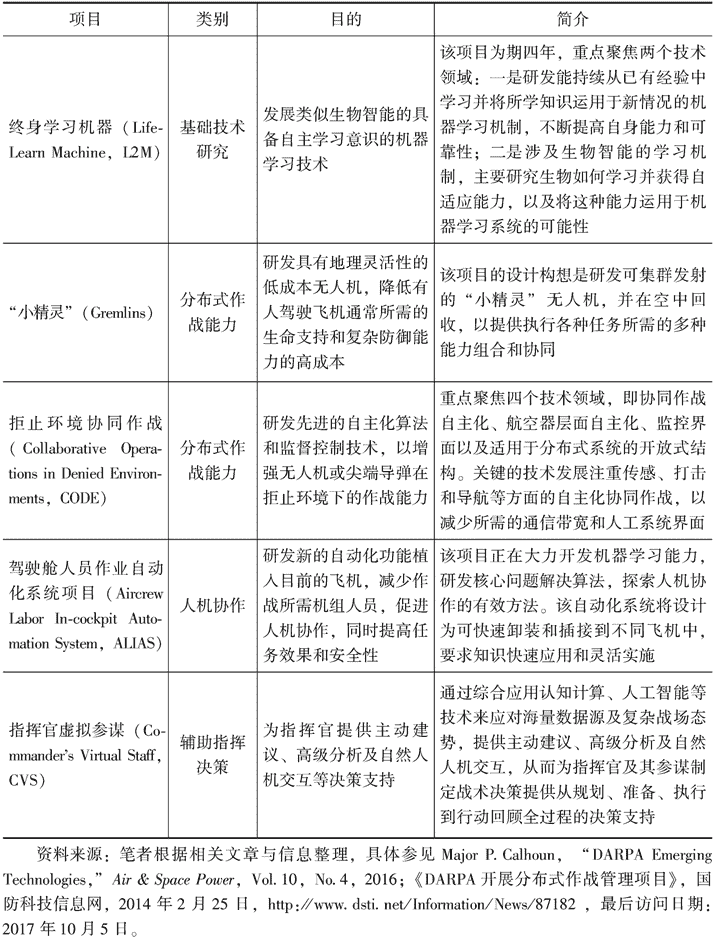 项目 类别 目的 简介
终身学习机器（Life-
Learn Machine，L2M）
基础技术
研究
发展类似生物智能的具
备自主学习意识的机器
学习技术
该项目为期四年，重点聚焦两个技术
领域：一是研发能持续从已有经验中
学习并将所学知识运用于新情况的机
器学习机制，不断提高自身能力和可
靠性；二是涉及生物智能的学习机
制，主要研究生物如何学习并获得自
适应能力，以及将这种能力运用于机
器学习系统的可能性
“小精灵”（Gremlins）
分布式作
战能力
研发具有地理灵活性的
低成本无人机，降低有
人驾驶飞机通常所需的
生命支持和复杂防御能
力的高成本
该项目的设计构想是研发可集群发射
的“小精灵”无人机，并在空中回
收，以提供执行各种任务所需的多种
能力组合和协同
拒止环境协同作战
（Collaborative Opera-
tions in Denied Environ-
ments，CODE）
分布式作
战能力
研发先进的自主化算法
和监督控制技术，以增
强无人机或尖端导弹在
拒止环境下的作战能力
重点聚焦四个技术领域，即协同作战
自主化、航空器层面自主化、监控界
面以及适用于分布式系统的开放式结
构。关键的技术发展注重传感、打击
和导航等方面的自主化协同作战，以
减少所需的通信带宽和人工系统界面
驾驶舱人员作业自动
化系统项目（Aircrew
Labor In-cockpit Auto-
mation System，ALIAS）
人机协作
研发新的自动化功能植
入目前的飞机，减少作
战所需机组人员，促进
人机协作，同时提高任
务效果和安全性
该项目正在大力开发机器学习能力，
研发核心问题解决算法，探索人机协
作的有效方法。该自动化系统将设计
为可快速卸装和插接到不同飞机中，
要求知识快速应用和灵活实施
指挥官虚拟参谋（Co-
mmander's Virtual Staff，
CVS）
辅助指挥
决策
为指挥官提供主动建
议、高级分析及自然人
机交互等决策支持
通过综合应用认知计算、人工智能等
技术来应对海量数据源及复杂战场态
势，提供主动建议、高级分析及自然
人机交互，从而为指挥官及其参谋制
定战术决策提供从规划、准备、执行
到行动回顾全过程的决策支持
资料来源：笔者根据相关文章与信息整理，具体参见 Major P. Calhoun，“DARPA Emerging
Technologies,” Air & Space Power，Vol. 10，No. 4，2016；《DARPA 开展分布式作战管理项目》，国
防科技信息网，2014 年 2 月 25 日，http://www. dsti. net/Information/News/87182，最后访问日期：
2017 年 10 月 5 日。